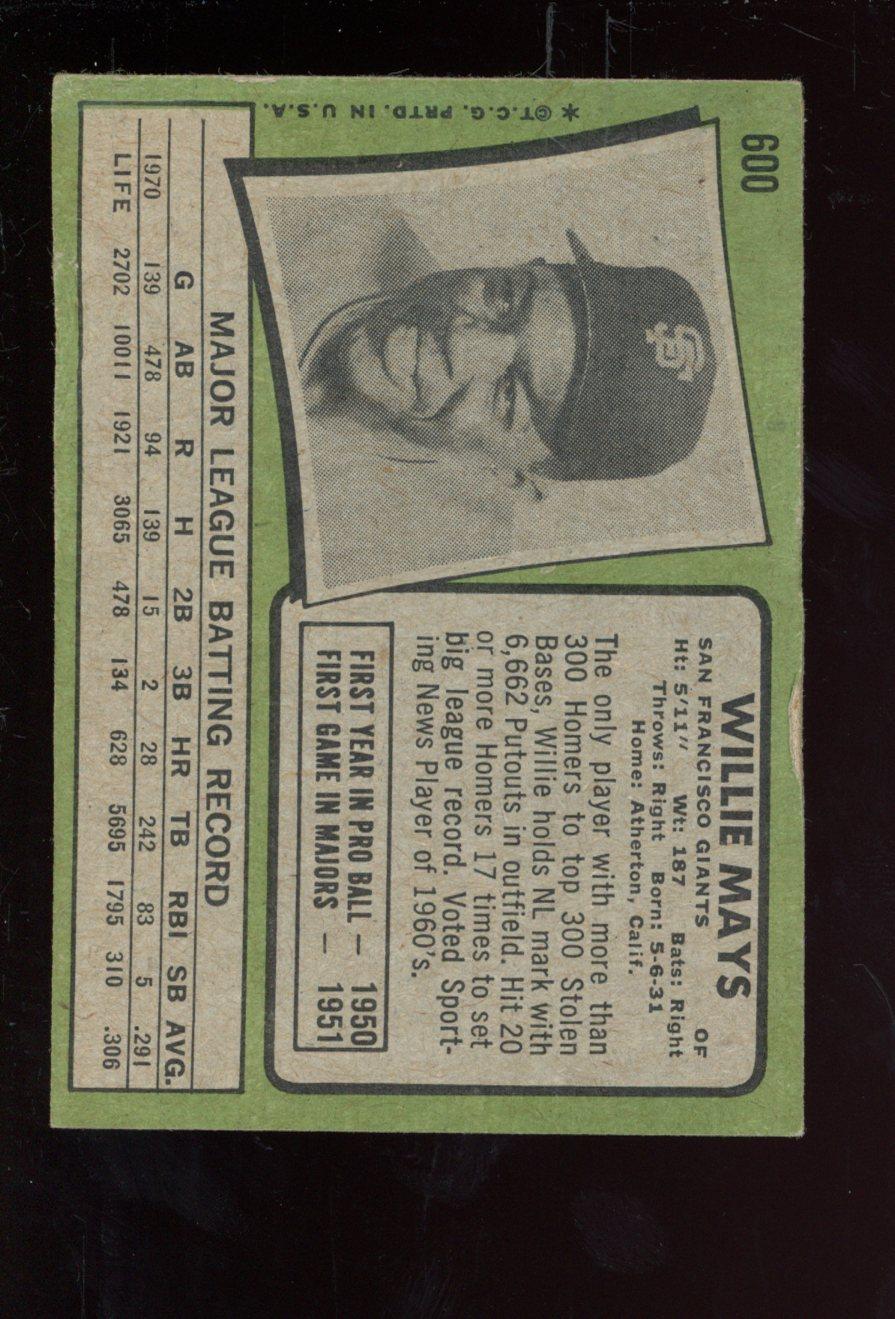 600
* © T.C.G. PRTD. IN U.S.A.
SF
WILLIE MAYS
SAN FRANCISCO GIANTS OF
Ht: 5'11" Wt: 187 Bats: Right
Throws: Right Born: 5-6-31
Home: Atherton, Calif.
The only player with more than
300 Homers to top 300 Stolen
Bases, Willie holds NL mark with
6,662 Putouts in outfield. Hit 20
or more Homers 17 times to set
big league record. Voted Sport-
ing News Player of 1960's.
FIRST YEAR IN PRO BALL — 1950
FIRST GAME IN MAJORS — 1951
MAJOR LEAGUE BATTING RECORD
G AB R H 2B 3B HR TB RBI SB AVG.
1970 139 478 94 139 15 2 28 242 83 5 .291
LIFE 2702 10011 1921 3065 478 134 628 5695 1795 310 .306